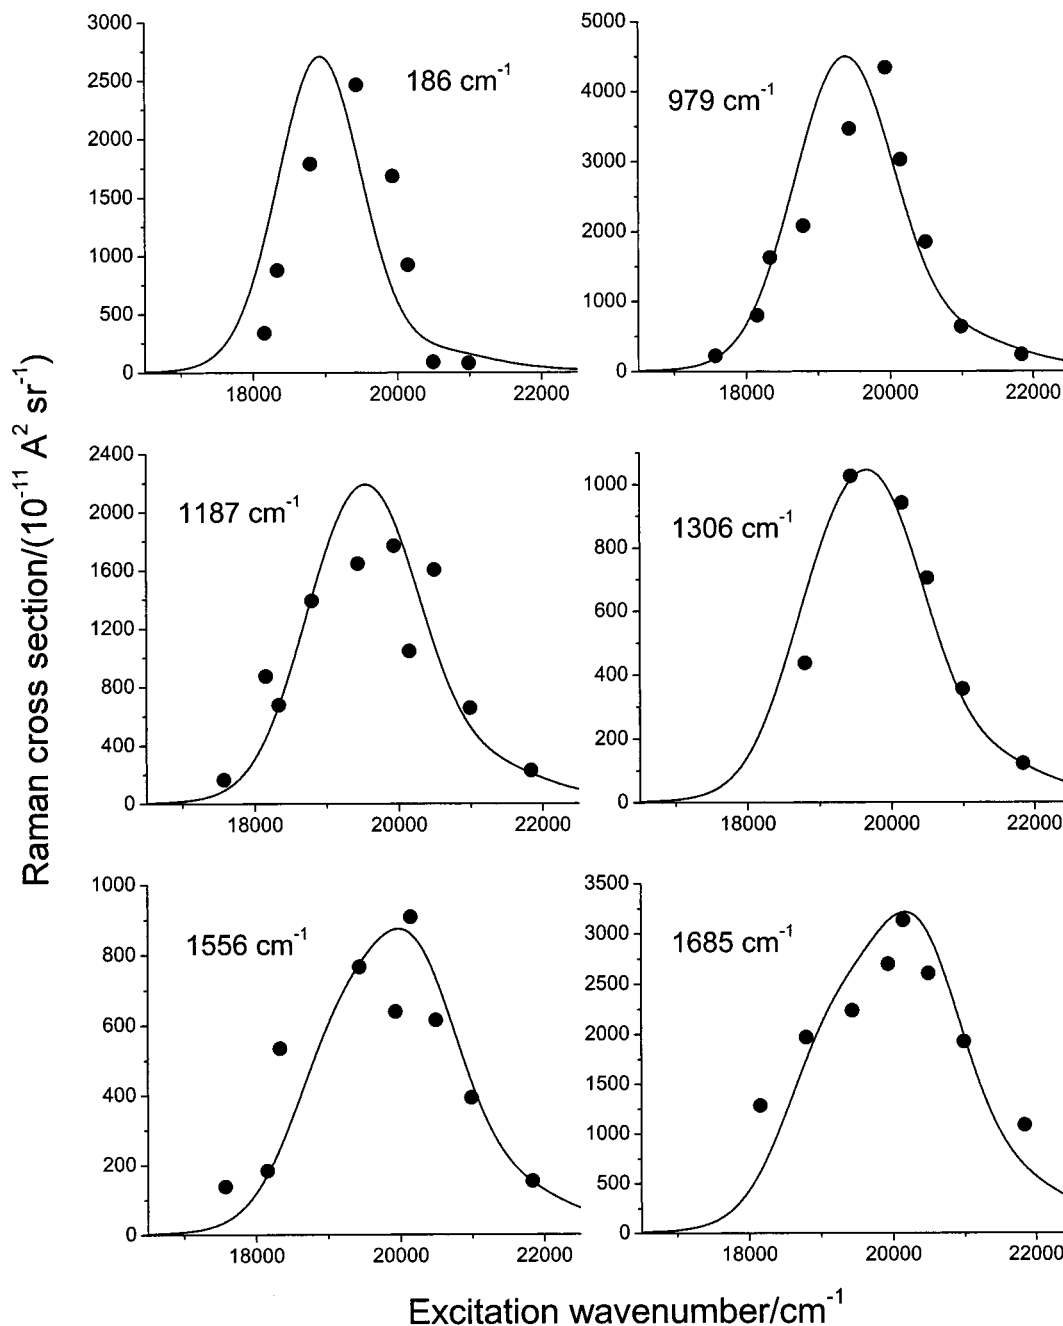 Raman cross section/(10⁻¹¹ A² sr⁻¹)
3000
2500
2000
1500
1000
500
0
186 cm⁻¹
18000 20000 22000
5000
4000
3000
2000
1000
0
979 cm⁻¹
18000 20000 22000
2400
2000
1600
1200
800
400
0
1187 cm⁻¹
18000 20000 22000
1000
800
600
400
200
0
1306 cm⁻¹
18000 20000 22000
1000
800
600
400
200
0
1556 cm⁻¹
18000 20000 22000
3500
3000
2500
2000
1500
1000
500
0
1685 cm⁻¹
18000 20000 22000
Excitation wavenumber/cm⁻¹